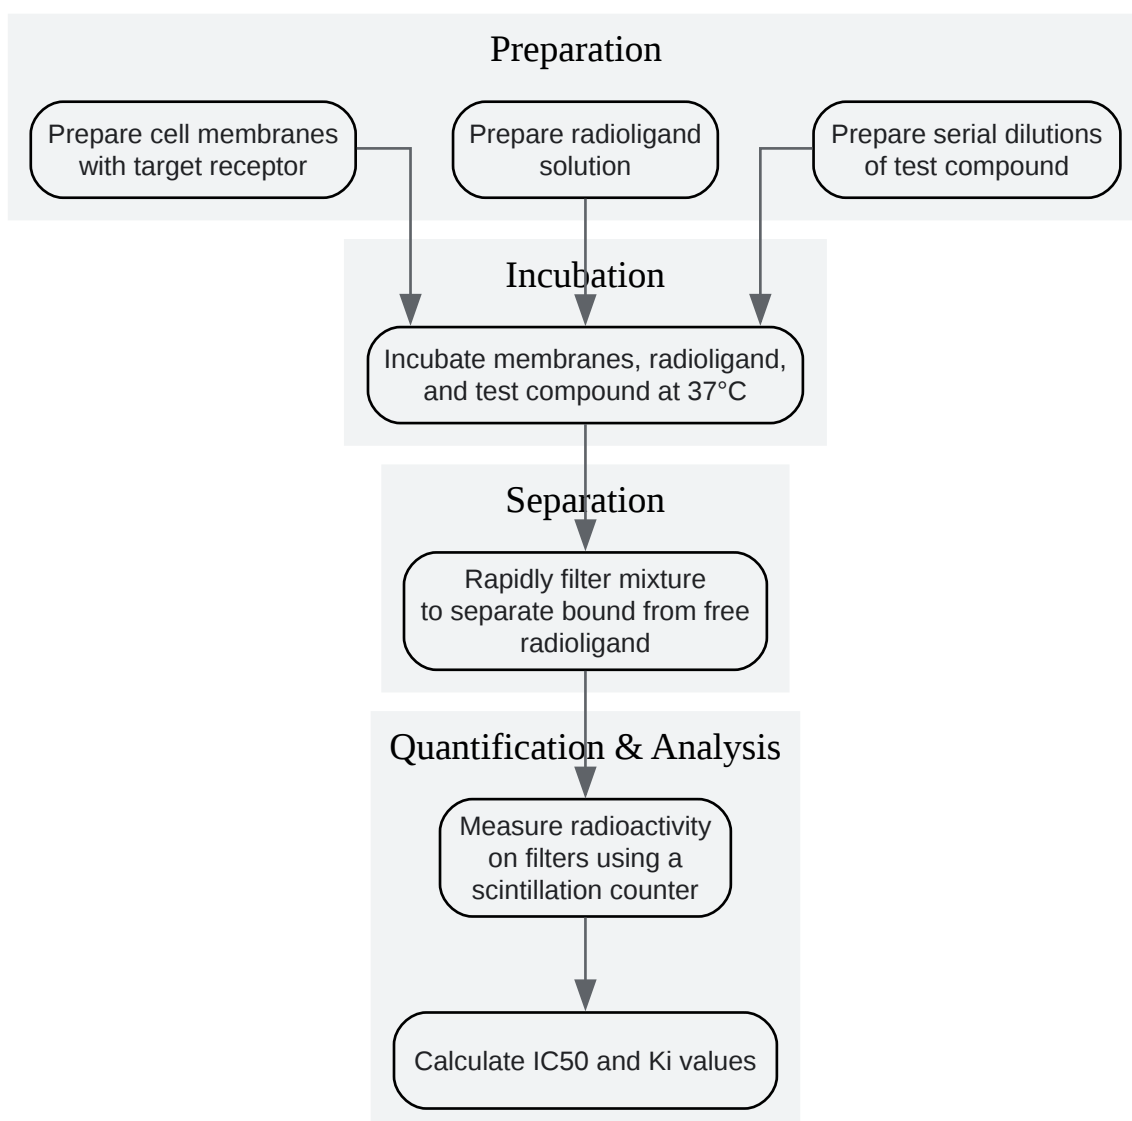 Preparation
Prepare cell membranes
with target receptor
Prepare radioligand
solution
Prepare serial dilutions
of test compound
Incubation
Incubate membranes, radioligand,
and test compound at 37°C
Separation
Rapidly filter mixture
to separate bound from free
radioligand
Quantification & Analysis
Measure radioactivity
on filters using a
scintillation counter
Calculate IC50 and Ki values